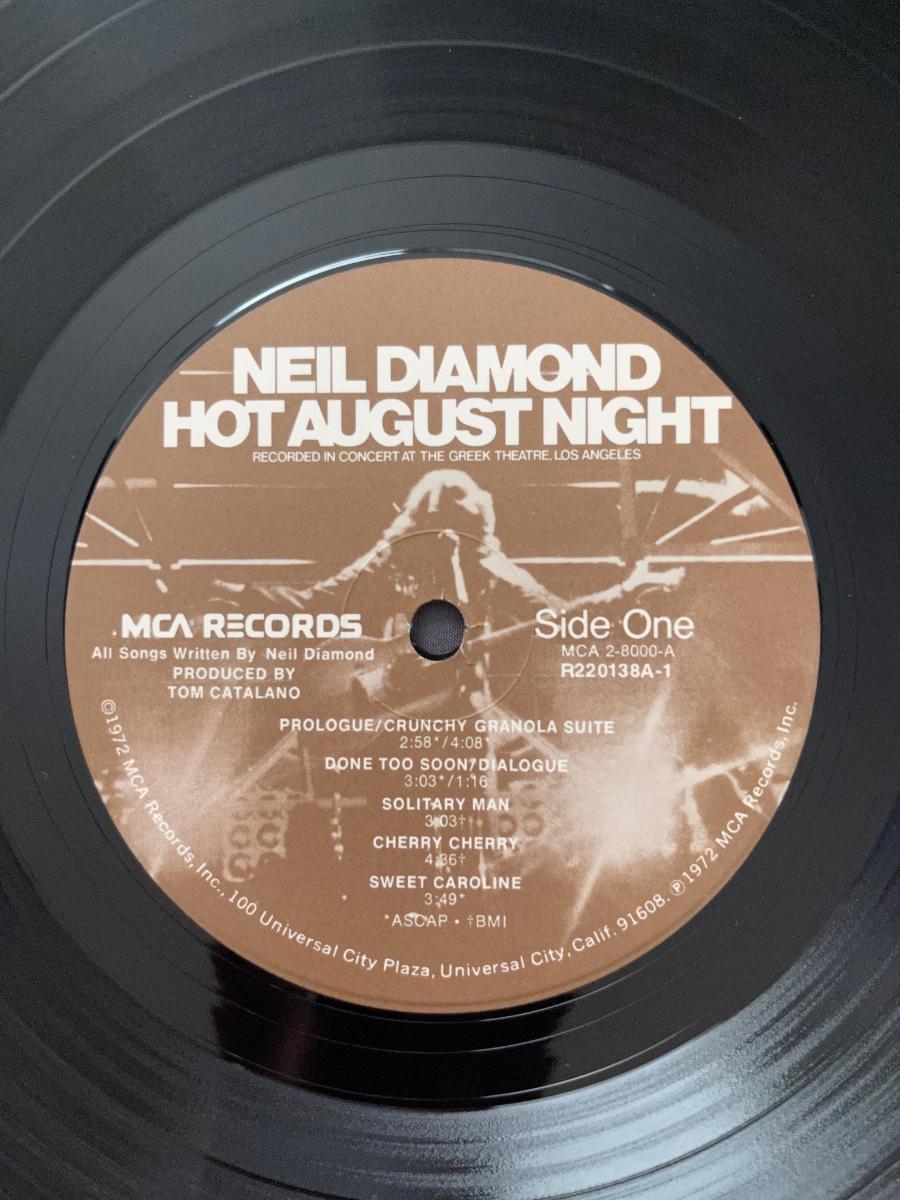 NEIL DIAMOND
HOT AUGUST NIGHT
RECORDED IN CONCERT AT THE GREEK THEATRE, LOS ANGELES
MCA RECORDS
All Songs Written By Neil Diamond
PRODUCED BY
TOM CATALANO
Side One
MCA 2-8000-A
R220138A-1
PROLOGUE/CRUNCHY GRANOLA SUITE
2:58*/4:08*
DONE TOO SOON/DIALOGUE
3:03*/1:16
SOLITARY MAN
3:03†
CHERRY CHERRY
4:36†
SWEET CAROLINE
3:49*
*ASCAP • †BMI
©1972 MCA Records, Inc., 100 Universal City Plaza, Universal City, Calif. 91608. ℗1972 MCA Records, Inc.